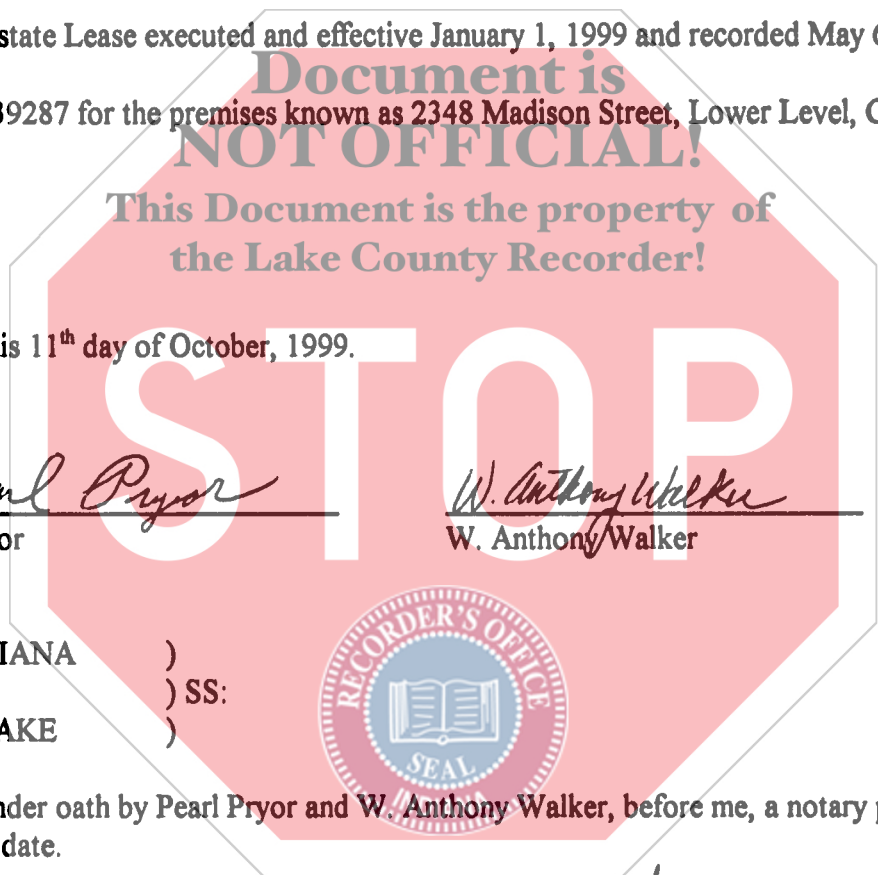 state Lease executed and effective January 1, 1999 and recorded May 6
Document is
39287 for the premises known as 2348 Madison Street, Lower Level, C
NOT OFFICIAL!
This Document is the property of
the Lake County Recorder!
is 11th day of October, 1999.
STOP
Pryor W. Anthony Walker
or W. Anthony Walker
IANA )
) SS:
AKE )
RECORDER'S OFFICE
SEAL
INDIANA
nder oath by Pearl Pryor and W. Anthony Walker, before me, a notary p
date.